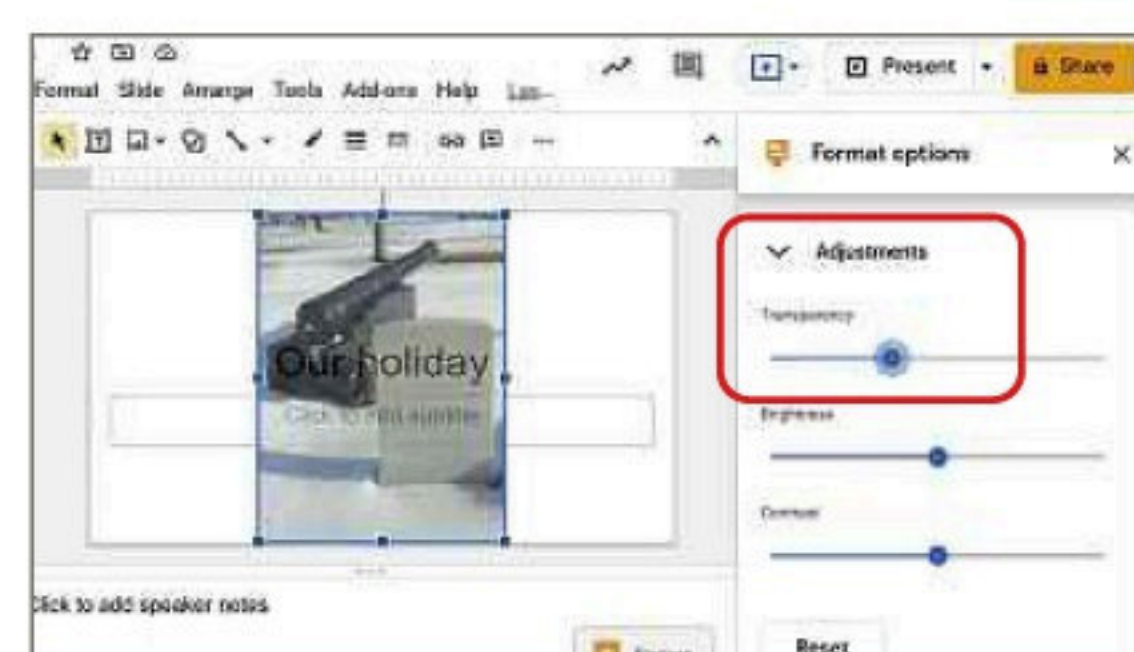 Format Slide Arrange Tools Add-ons Help Las...
Present
Share
Format options
Adjustments
Transparency
Our holiday
Click to add subtitle
Brightness
Contrast
Click to add speaker notes
Reset